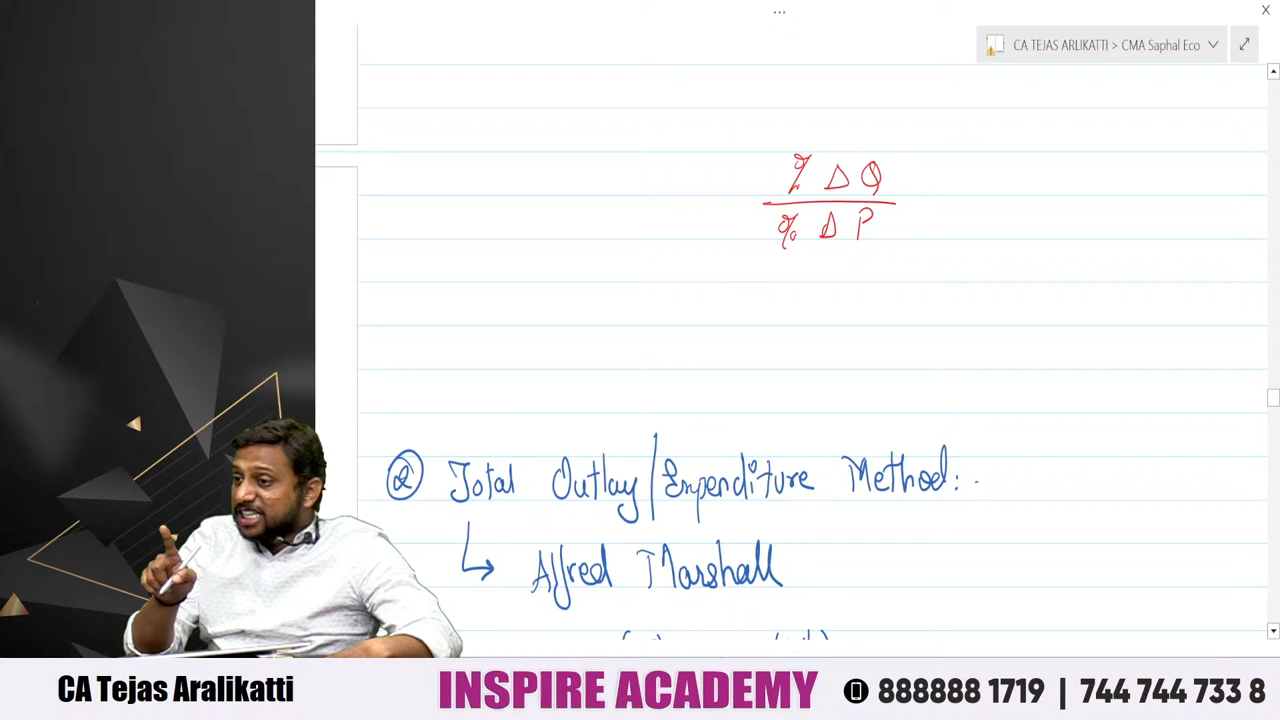 ...
X
CA TEJAS ARLIKATTI > CMA Saphal Eco
% Δ Q
% Δ P
② Total Outlay/Expenditure Method:-
↳ Alfred Marshall
CA Tejas Aralikatti
INSPIRE ACADEMY
888888 1719 | 744 744 733 8